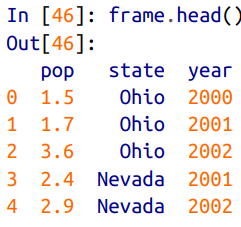 In [46]: frame.head()
Out[46]:
pop state year
0 1.5 Ohio 2000
1 1.7 Ohio 2001
2 3.6 Ohio 2002
3 2.4 Nevada 2001
4 2.9 Nevada 2002